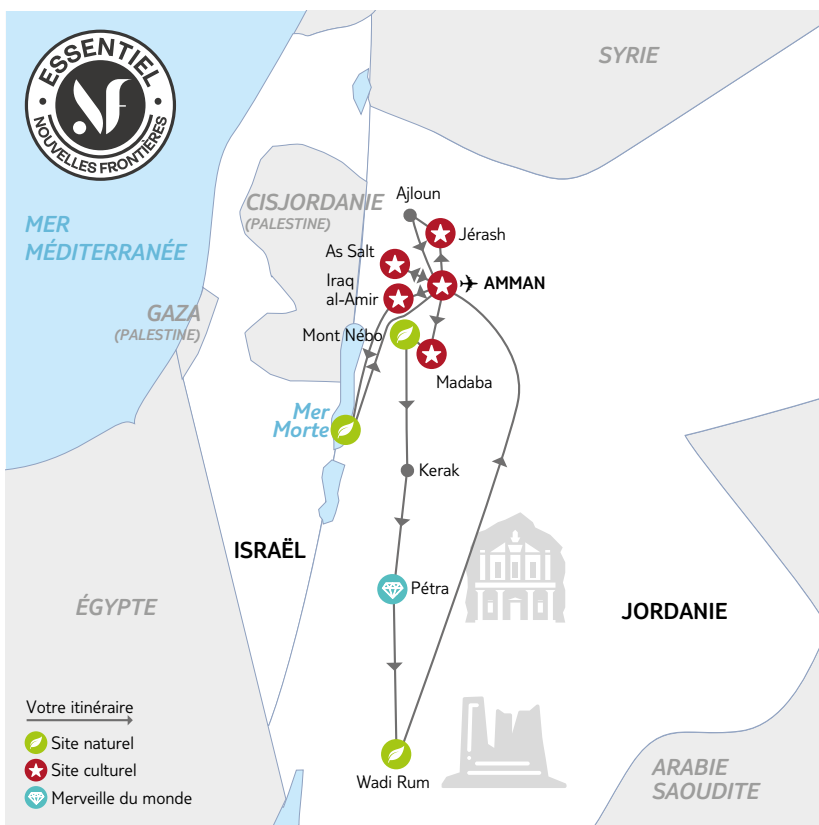 ESSENTIEL
NF
NOUVELLES FRONTIÈRES
SYRIE
MER
MÉDITERRANÉE
CISJORDANIE
(PALESTINE)
Ajloun
Jérash
As Salt
Iraq
al-Amir
AMMAN
GAZA
(PALESTINE)
Mont Nébo
Madaba
Mer
Morte
Kerak
ISRAËL
Pétra
ÉGYPTE
JORDANIE
Votre itinéraire
Site naturel
Site culturel
Merveille du monde
Wadi Rum
ARABIE
SAOUDITE